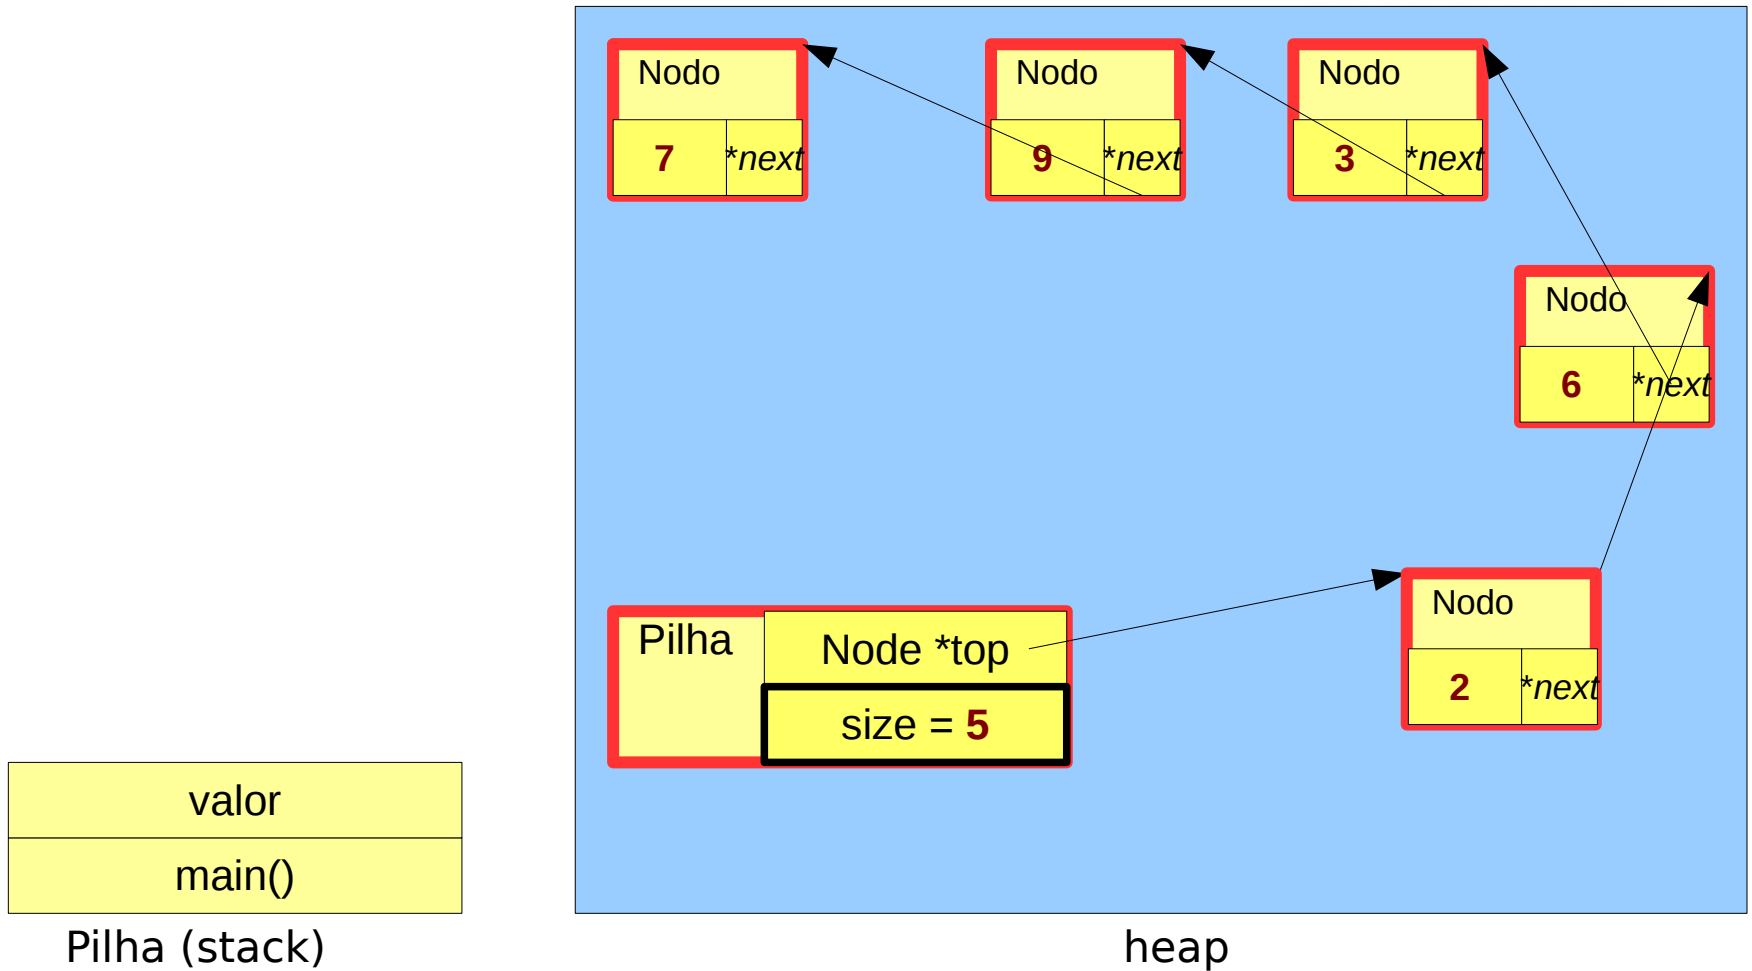 Nodo
7 *next
Nodo
9 *next
Nodo
3 *next
Nodo
6 *next
Nodo
2 *next
Pilha
Node *top
size = 5
valor
main()
Pilha (stack)
heap